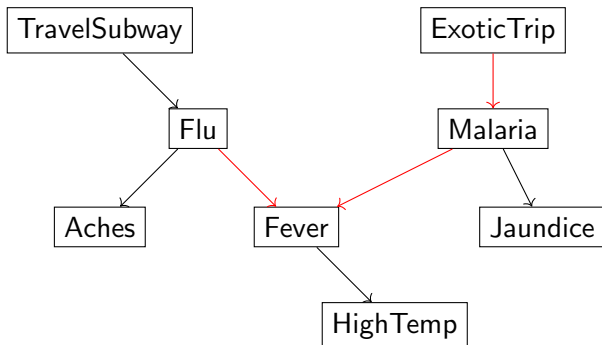 TravelSubway
ExoticTrip
Flu
Malaria
Aches
Fever
Jaundice
HighTemp